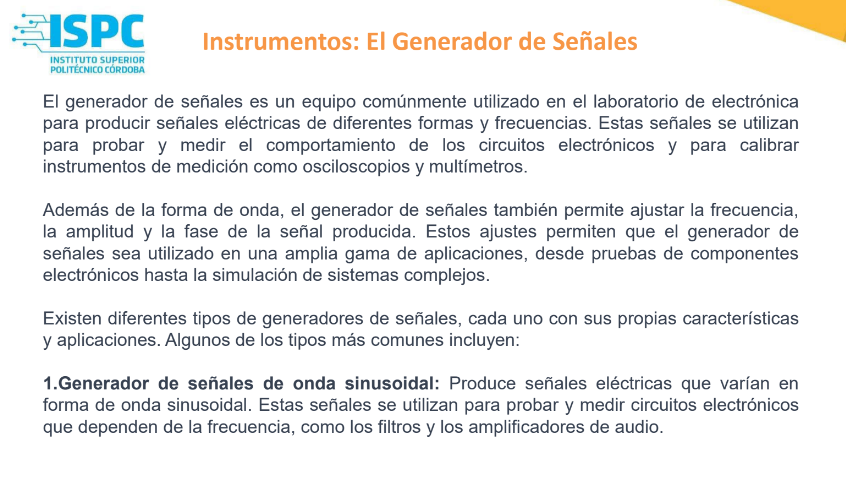 ISPC
INSTITUTO SUPERIOR
POLITÉCNICO CÓRDOBA
Instrumentos: El Generador de Señales
El generador de señales es un equipo comúnmente utilizado en el laboratorio de electrónica
para producir señales eléctricas de diferentes formas y frecuencias. Estas señales se utilizan
para probar y medir el comportamiento de los circuitos electrónicos y para calibrar
instrumentos de medición como osciloscopios y multímetros.
Además de la forma de onda, el generador de señales también permite ajustar la frecuencia,
la amplitud y la fase de la señal producida. Estos ajustes permiten que el generador de
señales sea utilizado en una amplia gama de aplicaciones, desde pruebas de componentes
electrónicos hasta la simulación de sistemas complejos.
Existen diferentes tipos de generadores de señales, cada uno con sus propias características
y aplicaciones. Algunos de los tipos más comunes incluyen:
1.Generador de señales de onda sinusoidal: Produce señales eléctricas que varían en
forma de onda sinusoidal. Estas señales se utilizan para probar y medir circuitos electrónicos
que dependen de la frecuencia, como los filtros y los amplificadores de audio.